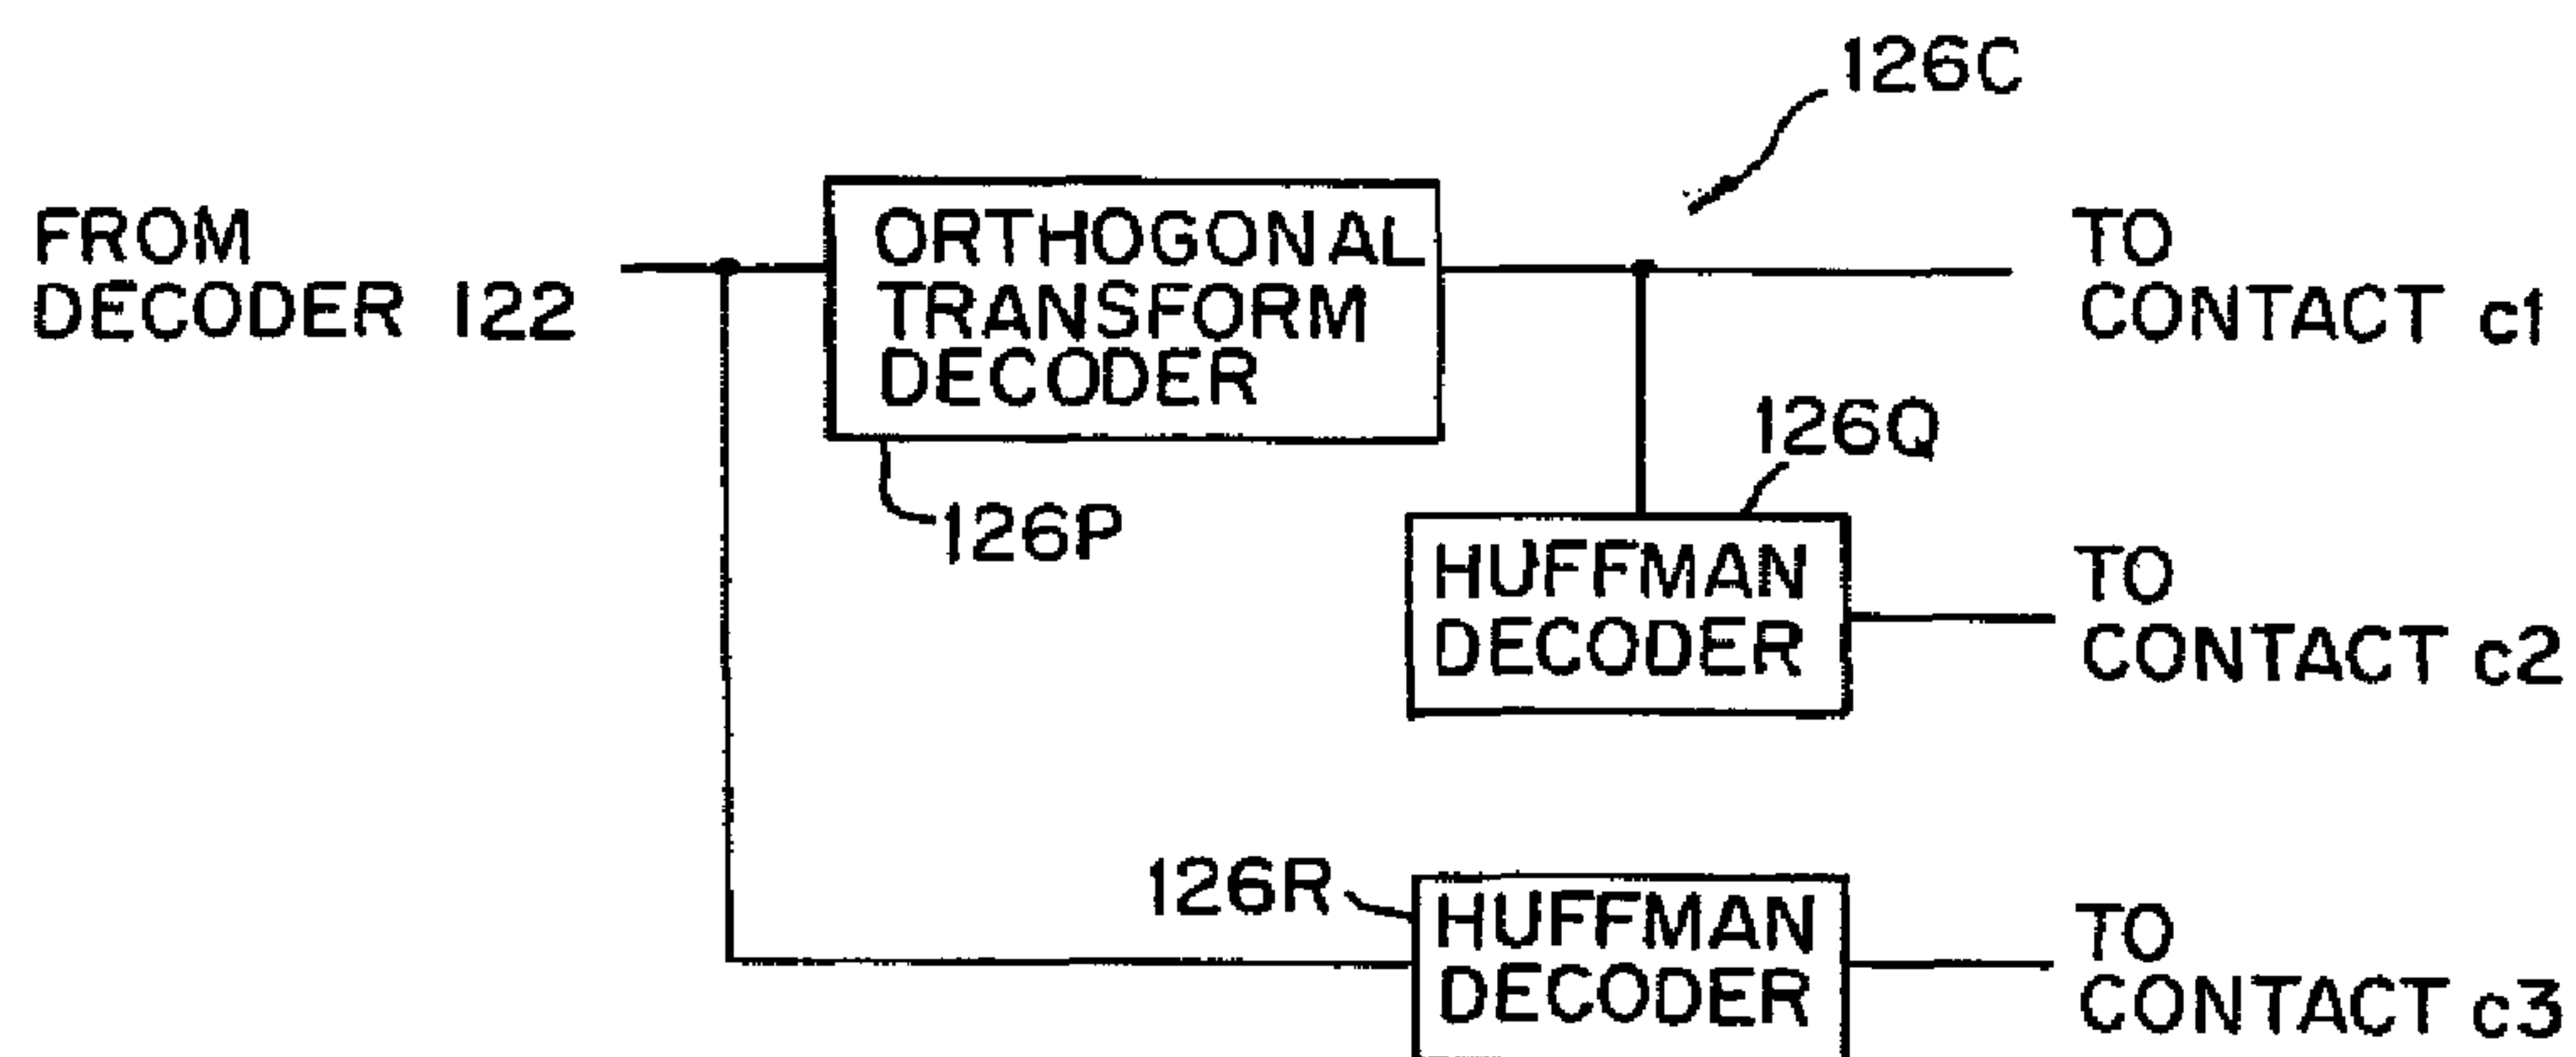 126C
FROM
DECODER 122
ORTHOGONAL
TRANSFORM
DECODER
TO
CONTACT c1
126P
126Q
HUFFMAN
DECODER
TO
CONTACT c2
126R
HUFFMAN
DECODER
TO
CONTACT c3